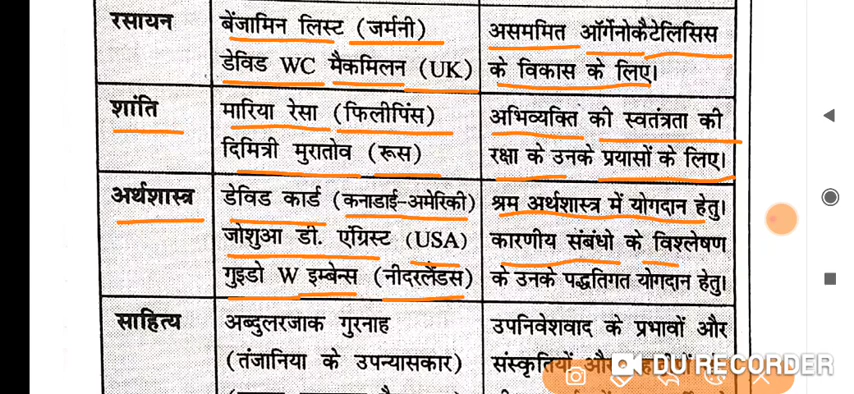 रसायन बेंजामिन लिस्ट (जर्मनी) असममित ऑर्गेनोकैटेलिसिस
डेविड WC मैकमिलन (UK) के विकास के लिए।
शांति मारिया रेसा (फिलीपिंस) अभिव्यक्ति की स्वतंत्रता की
दिमित्री मुरातोव (रूस) रक्षा के उनके प्रयासों के लिए।
अर्थशास्त्र डेविड कार्ड (कनाडाई-अमेरिकी) श्रम अर्थशास्त्र में योगदान हेतु।
जोशुआ डी. एंग्रिस्ट (USA) कारणीय संबंधो के विश्लेषण
गुइडो W इम्बेन्स (नीदरलैंडस) के उनके पद्धतिगत योगदान हेतु।
साहित्य अब्दुलरजाक गुरनाह उपनिवेशवाद के प्रभावों और
(तंजानिया के उपन्यासकार) संस्कृतियों और
DU RECORDER